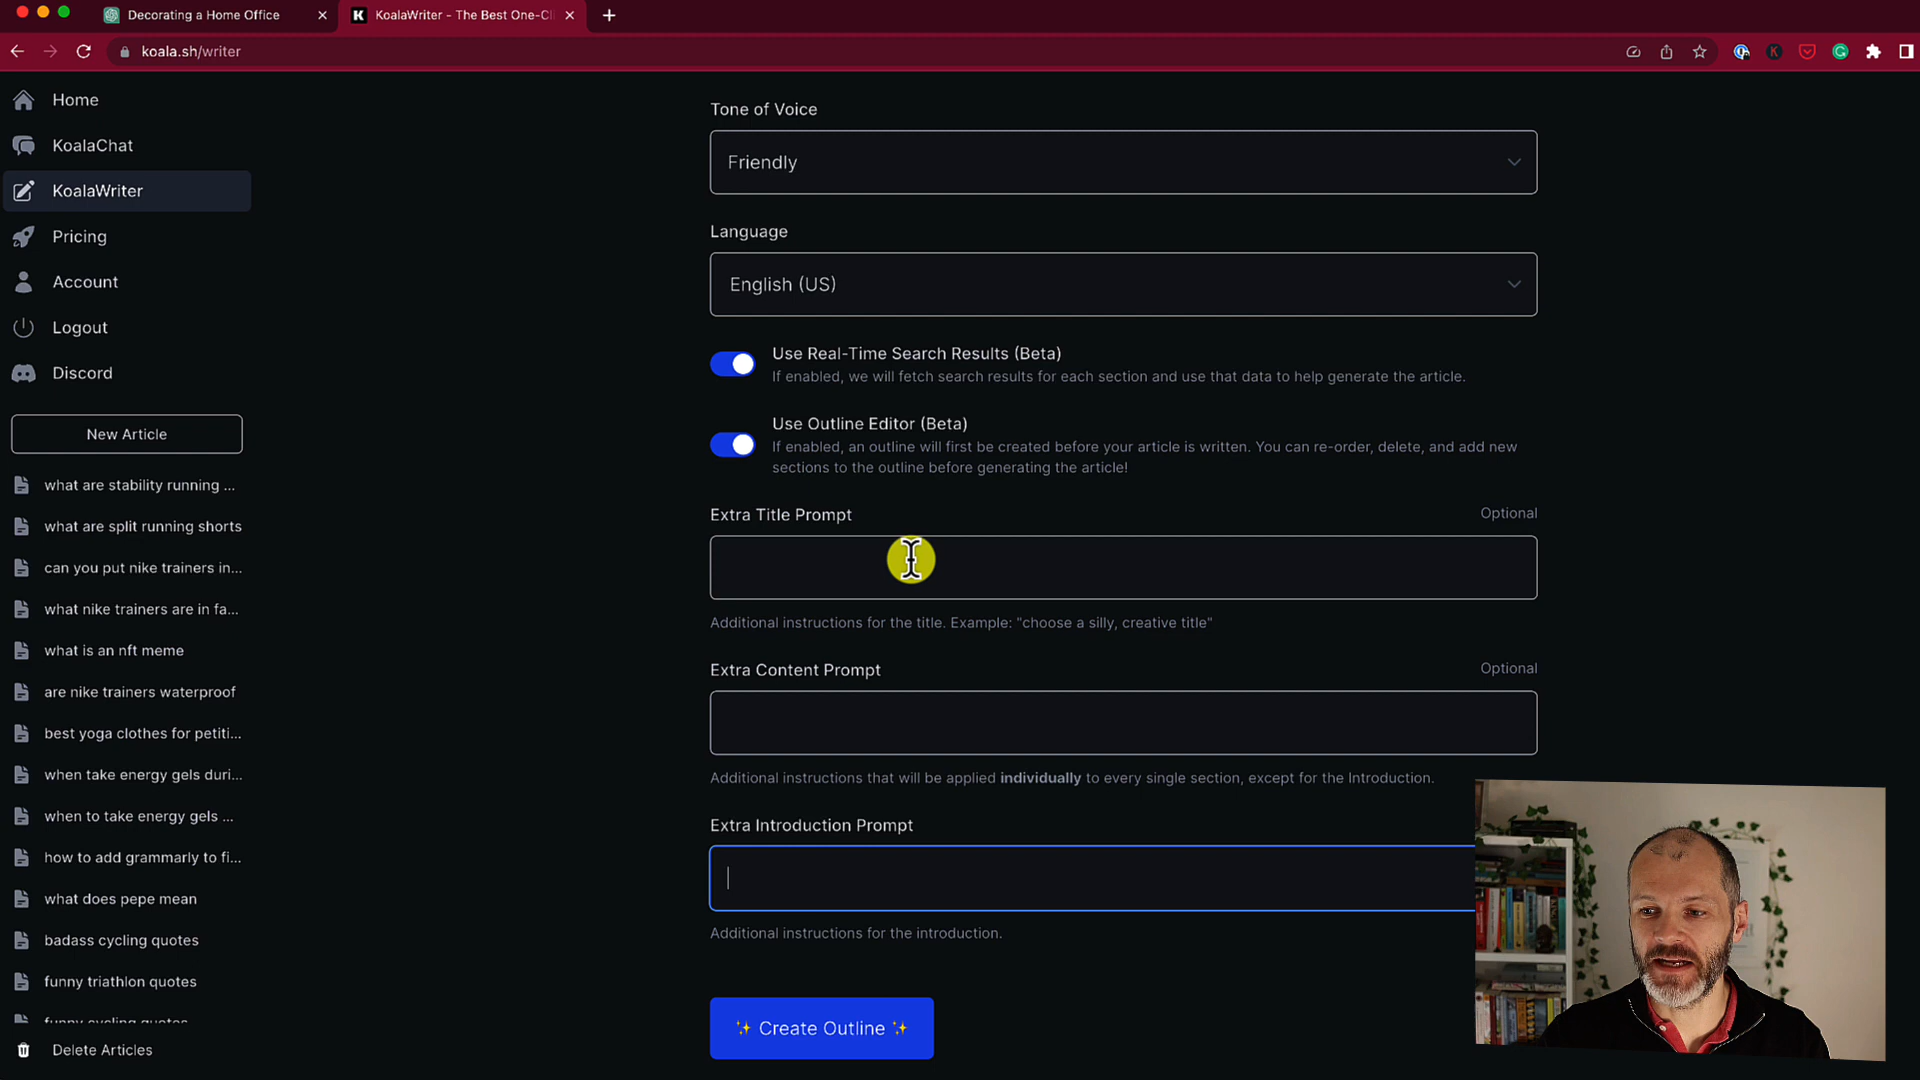 Decorating a Home Office
KoalaWriter - The Best One-Cl
koala.sh/writer
Home
KoalaChat
KoalaWriter
Pricing
Account
Logout
Discord
New Article
what are stability running ...
what are split running shorts
can you put nike trainers in...
what nike trainers are in fa...
what is an nft meme
are nike trainers waterproof
best yoga clothes for petiti...
when take energy gels duri...
when to take energy gels ...
how to add grammarly to fi...
what does pepe mean
badass cycling quotes
funny triathlon quotes
funny cycling quotes
Delete Articles
Tone of Voice
Friendly
Language
English (US)
Use Real-Time Search Results (Beta)
If enabled, we will fetch search results for each section and use that data to help generate the article.
Use Outline Editor (Beta)
If enabled, an outline will first be created before your article is written. You can re-order, delete, and add new
sections to the outline before generating the article!
Extra Title Prompt
Optional
Additional instructions for the title. Example: "choose a silly, creative title"
Extra Content Prompt
Optional
Additional instructions that will be applied individually to every single section, except for the Introduction.
Extra Introduction Prompt
Additional instructions for the introduction.
✨ Create Outline ✨